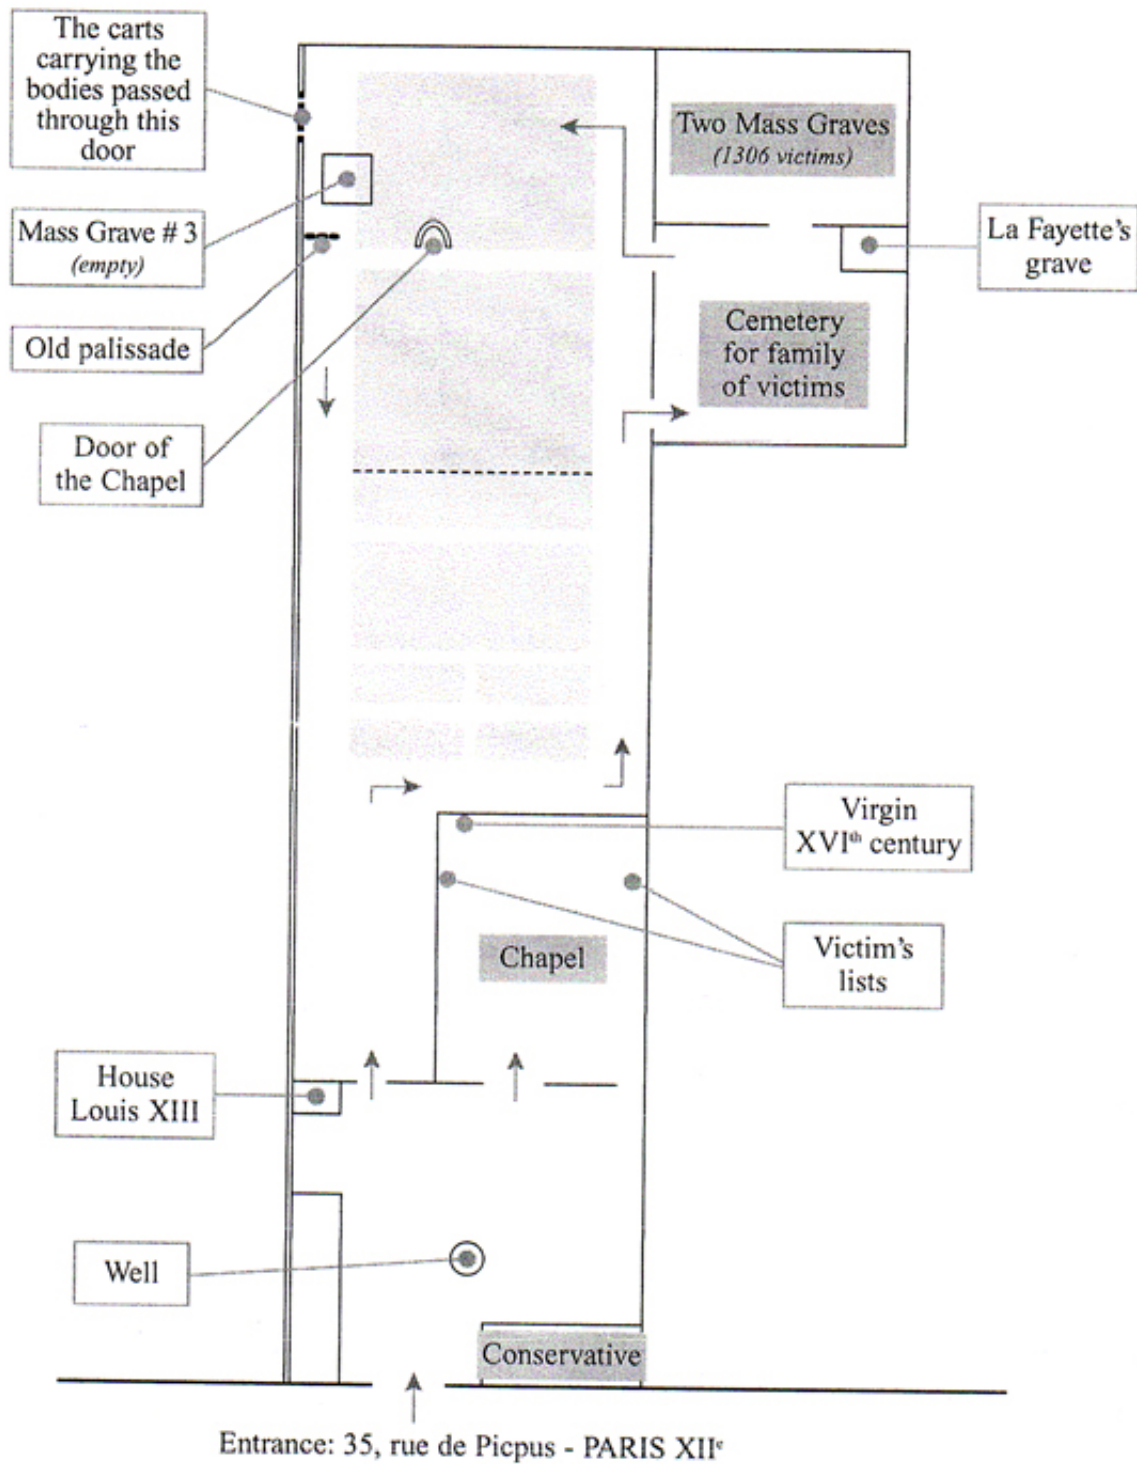 The carts
carrying the
bodies passed
through this
door
Two Mass Graves
(1306 victims)
Mass Grave # 3
(empty)
La Fayette's
grave
Old palissade
Cemetery
for family
of victims
Door of
the Chapel
Virgin
XVIth century
Chapel
Victim's
lists
House
Louis XIII
Well
Conservative
Entrance: 35, rue de Picpus - PARIS XIIe